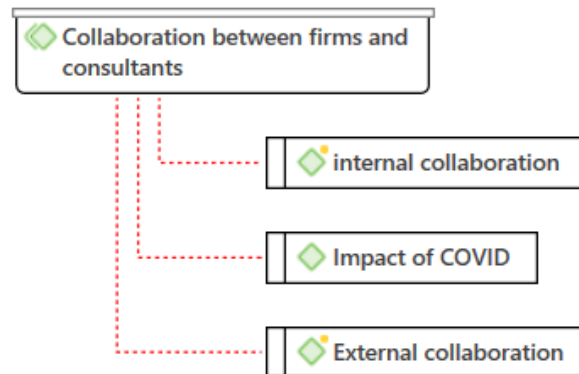 Collaboration between firms and
consultants
internal collaboration
Impact of COVID
External collaboration